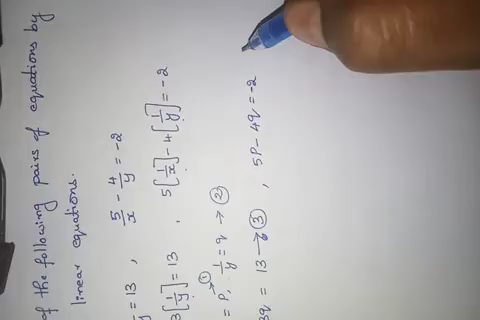 of the following pairs of equations by
linear equations.
= 13 , 5/x - 4/y = -2
3[1/y] = 13 , 5[1/x] - 4[1/y] = -2
= P, → ① 1/y = q → ②
3q = 13 → ③ , 5P - 4q = -2